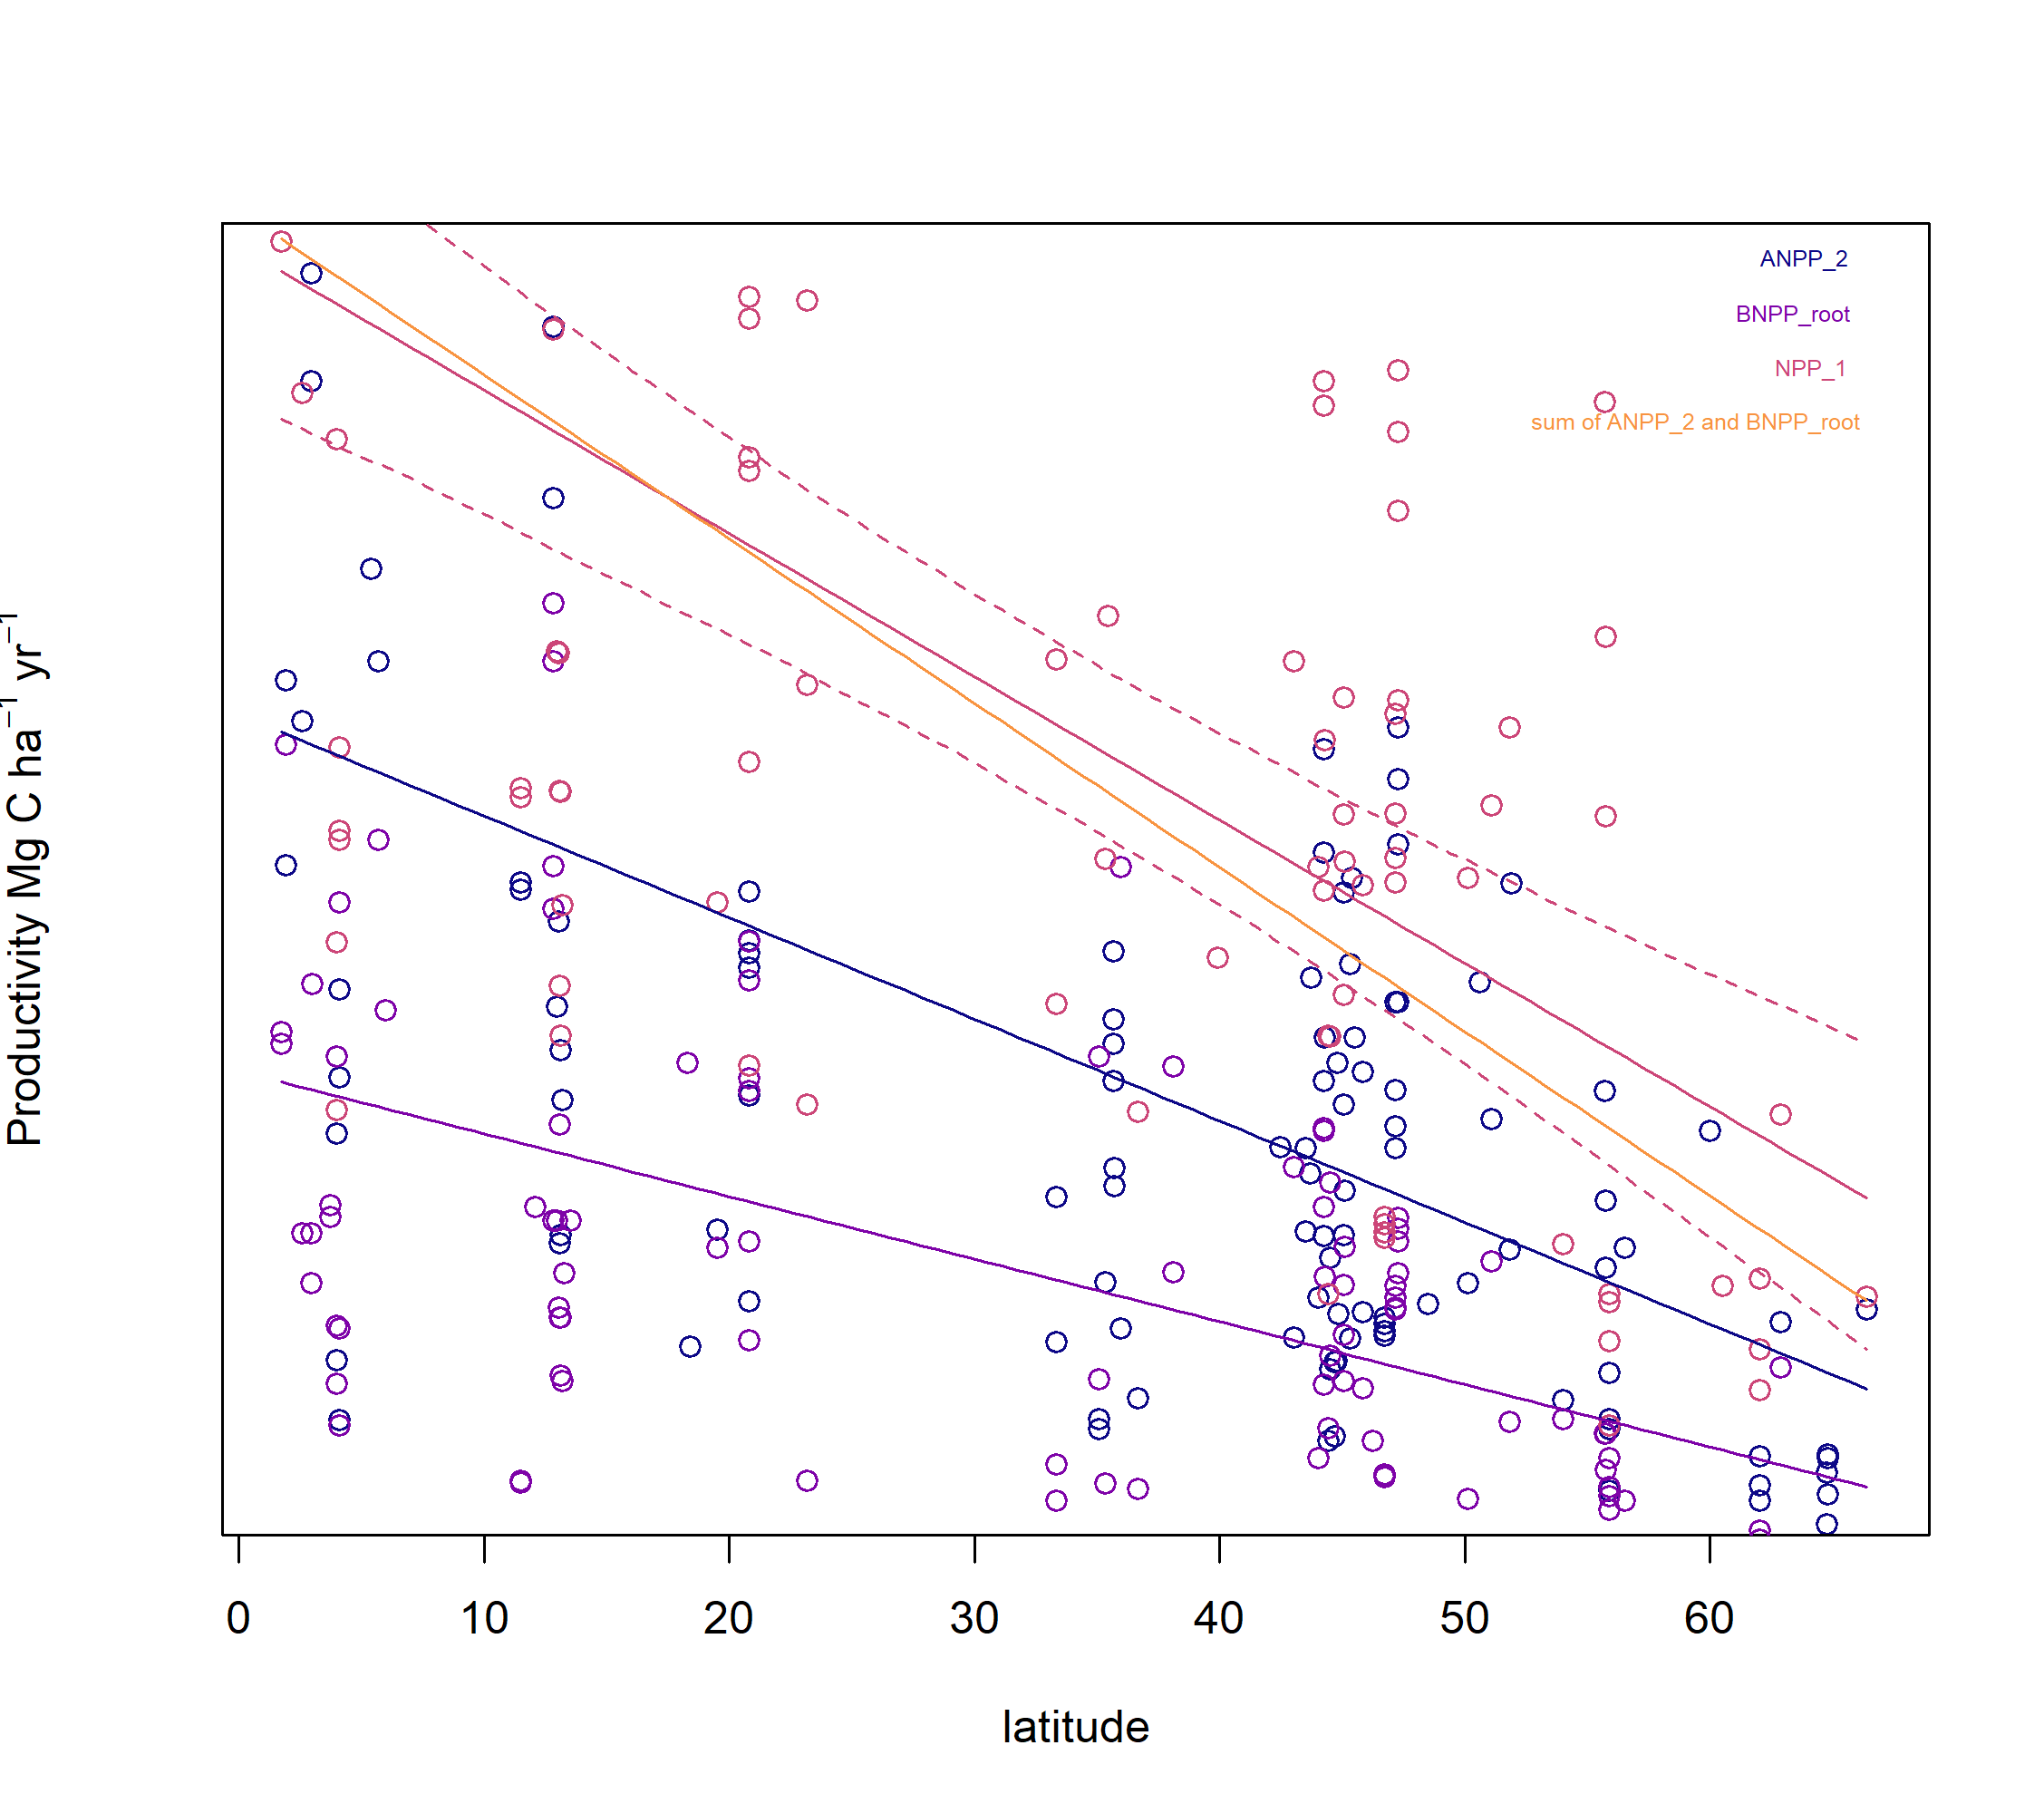 ANPP_2
BNPP_root
NPP_1
sum of ANPP_2 and BNPP_root
Productivity Mg C ha⁻¹ yr⁻¹
0 10 20 30 40 50 60
latitude